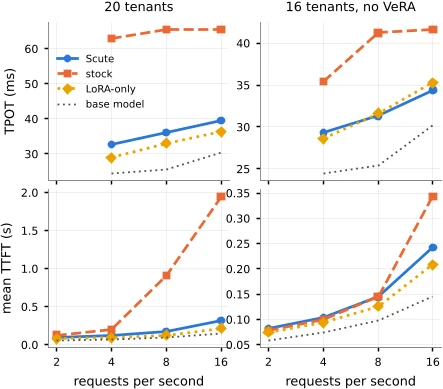 20 tenants
16 tenants, no VeRA
TPOT (ms)
60
50
40
30
Scute
stock
LoRA-only
base model
40
35
30
25
mean TTFT (s)
2.0
1.5
1.0
0.5
0.0
2
4
8
16
requests per second
0.35
0.30
0.25
0.20
0.15
0.10
0.05
2
4
8
16
requests per second